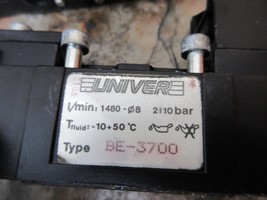 UNIVER
l/min: 1480-Ø8 2÷10 bar
Tfluid: -10+50 °C
Type BE-3700